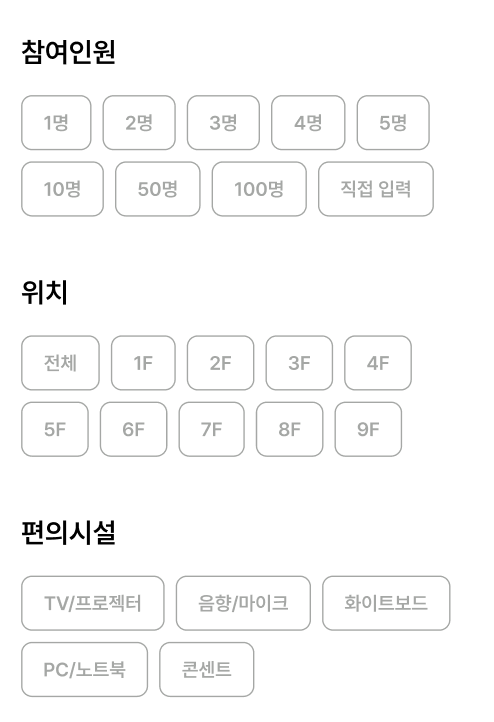 참여인원
1명 2명 3명 4명 5명
10명 50명 100명 직접 입력
위치
전체 1F 2F 3F 4F
5F 6F 7F 8F 9F
편의시설
TV/프로젝터 음향/마이크 화이트보드
PC/노트북 콘센트